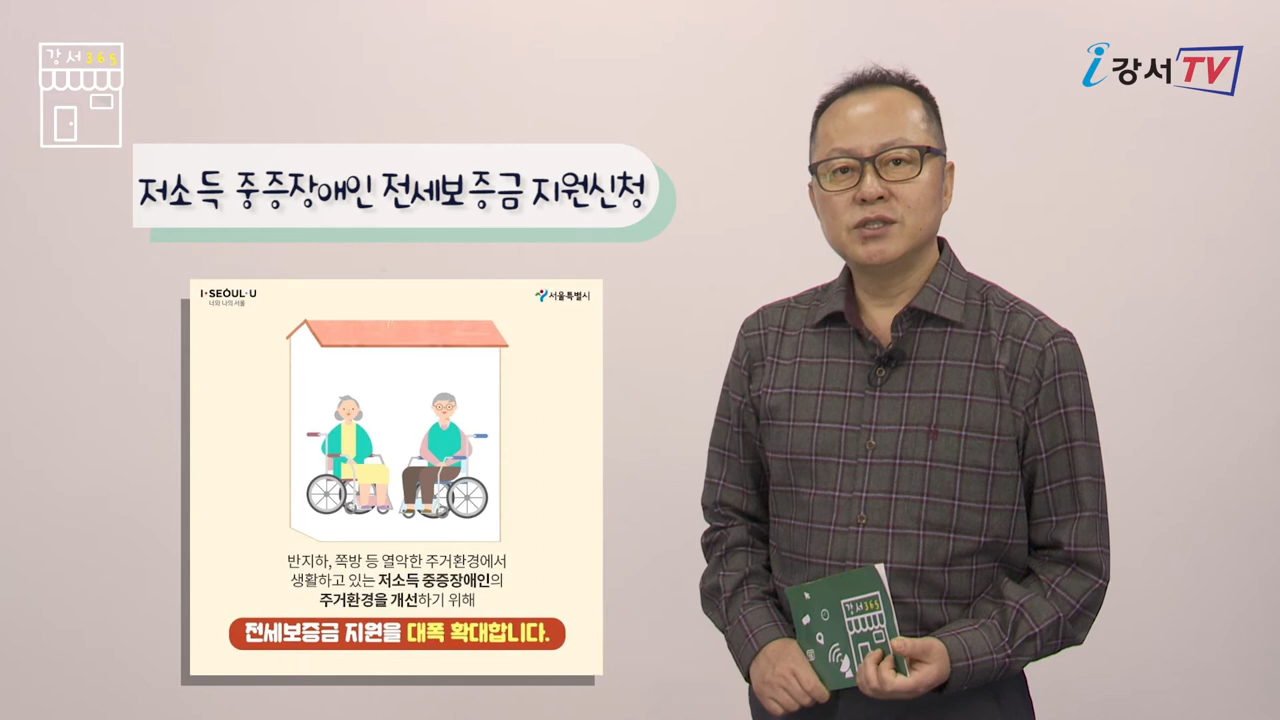 강서365
i강서TV
저소득 중증장애인 전세보증금 지원신청
I·SEOUL·U
너와 나의 서울
서울특별시
반지하, 쪽방 등 열악한 주거환경에서
생활하고 있는 저소득 중증장애인의
주거환경을 개선하기 위해
전세보증금 지원을 대폭 확대합니다.
강서365